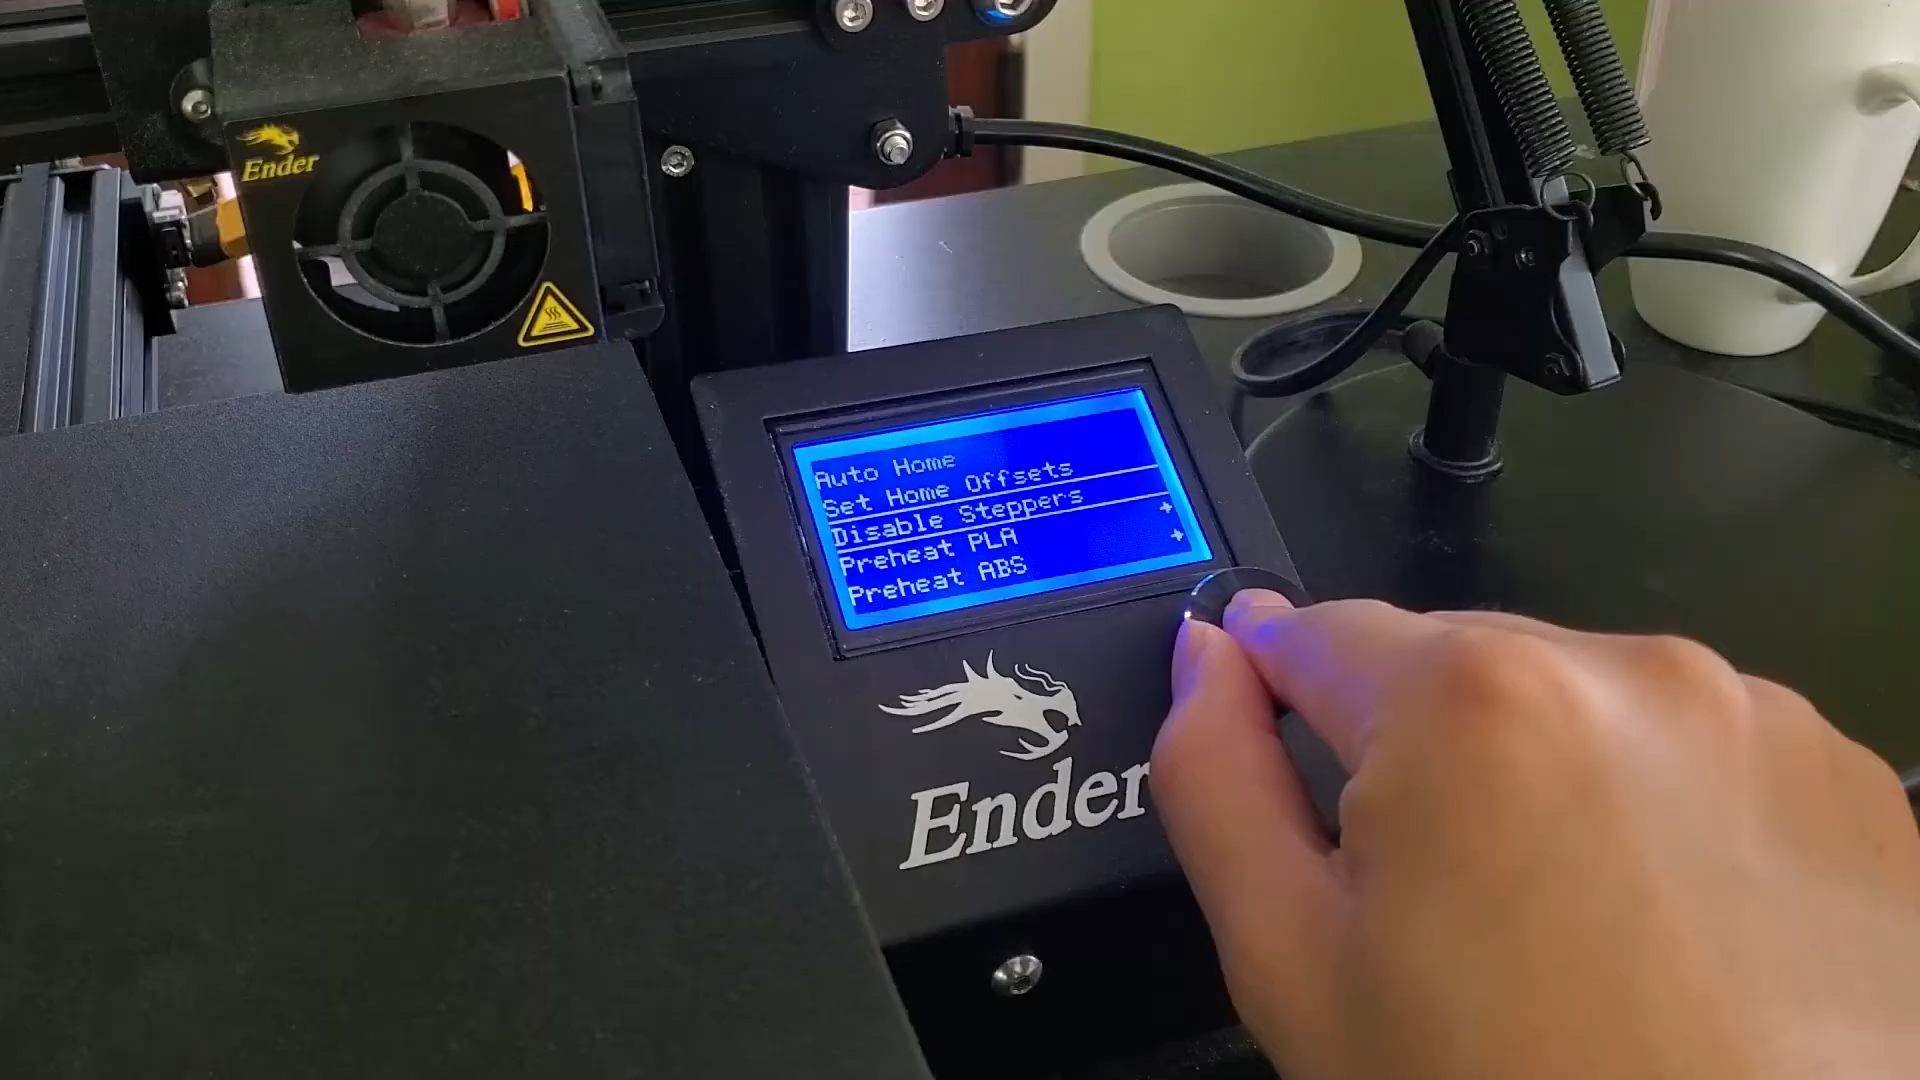 Ender
Auto Home
Set Home Offsets
Disable Steppers
Preheat PLA
Preheat ABS
Ender